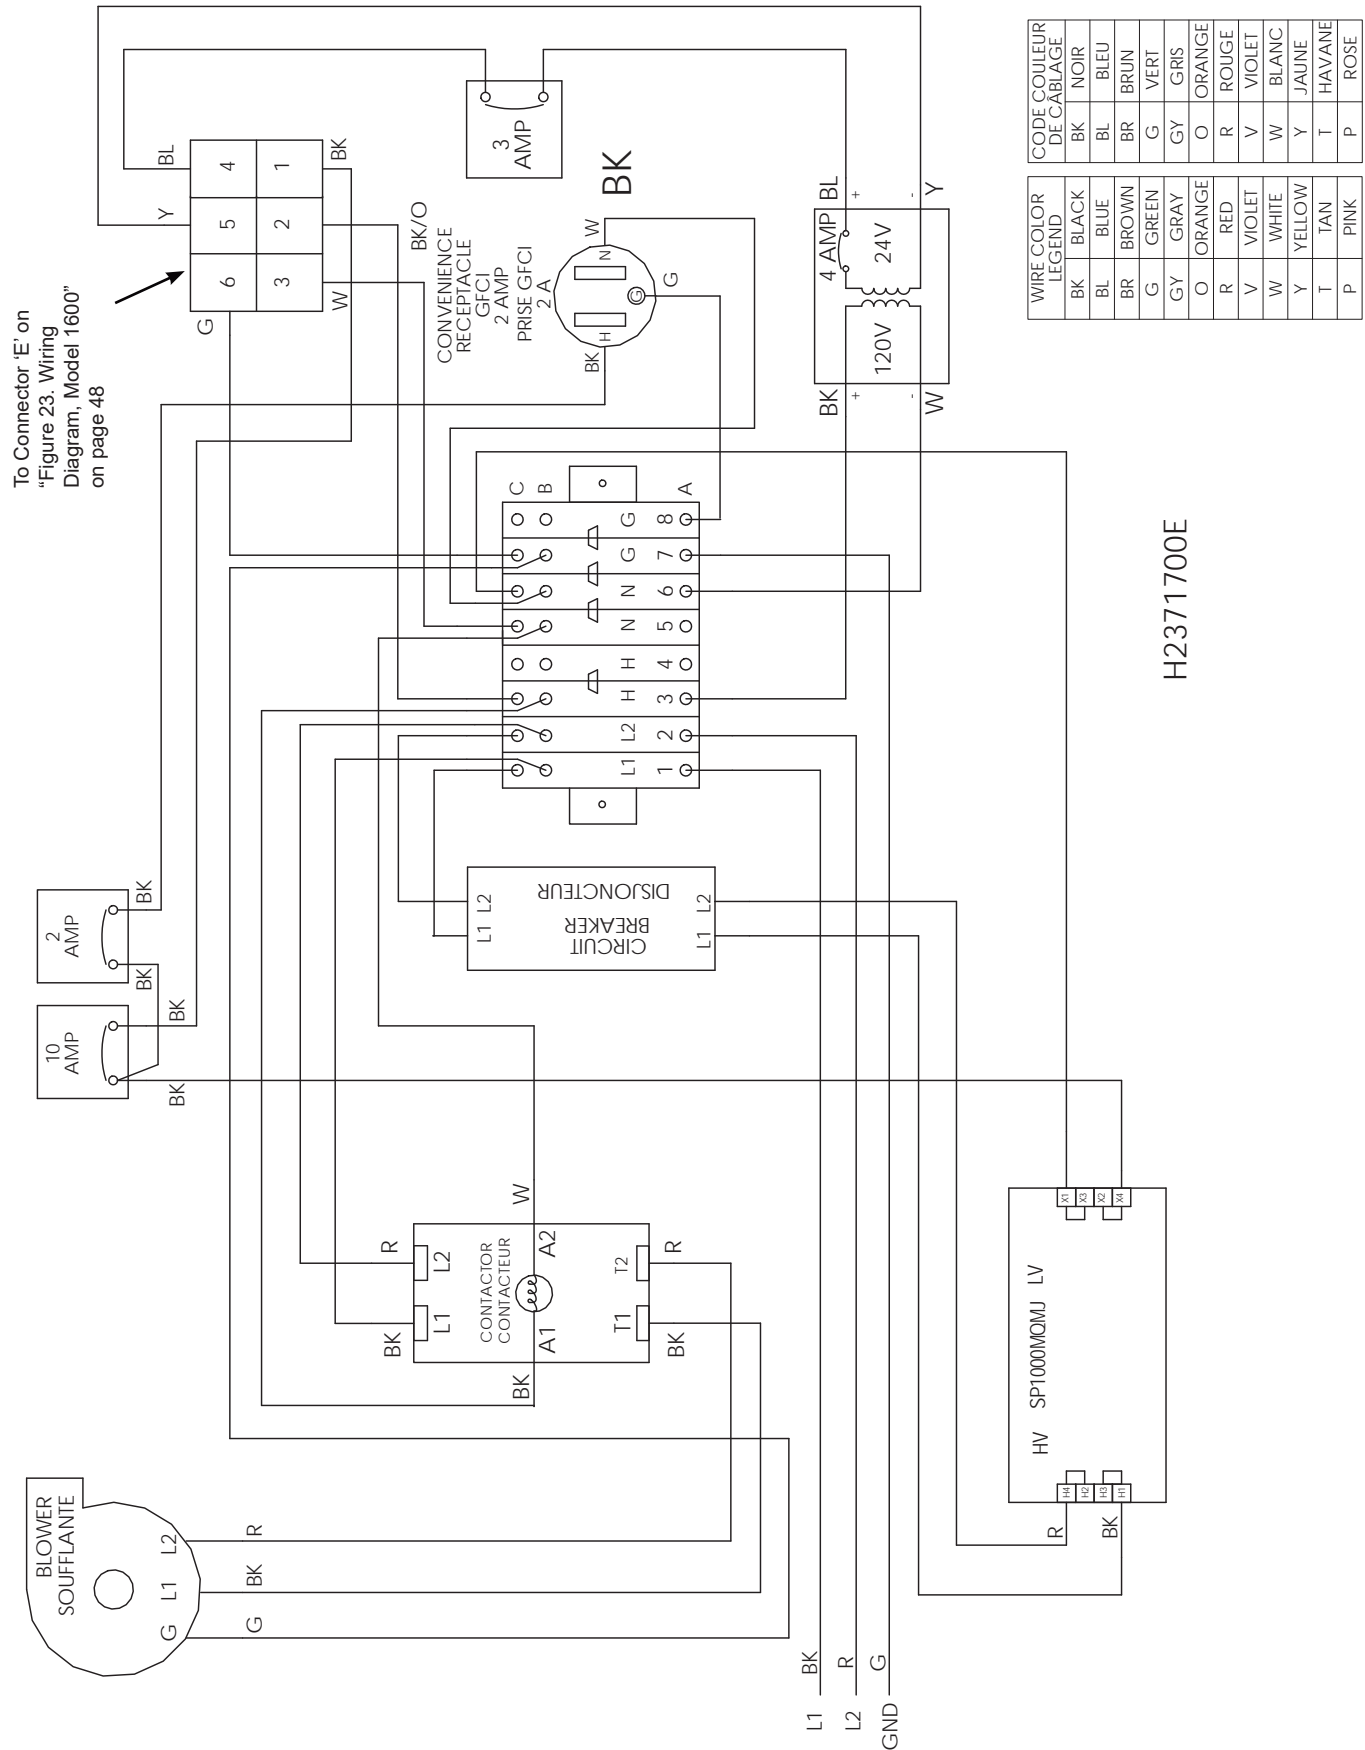 To Connector 'E' on
"Figure 23. Wiring
Diagram, Model 1600"
on page 48
BL
Y
G
4
5
6
1
2
3
BK
BK/O
W
3
AMP
BK
CONVENIENCE
RECEPTACLE
GFCI
2 AMP
PRISE GFCI
2 A
W
N
G
G
H
BK
4 AMP
BL
+
-
Y
24V
120V
BK
+
-
W
WIRE COLOR
LEGEND
BK BLACK
BL BLUE
BR BROWN
G GREEN
GY GRAY
O ORANGE
R RED
V VIOLET
W WHITE
Y YELLOW
T TAN
P PINK
CODE COULEUR
DE CÂBLAGE
BK NOIR
BL BLEU
BR BRUN
G VERT
GY GRIS
O ORANGE
R ROUGE
V VIOLET
W BLANC
Y JAUNE
T HAVANE
P ROSE
2
AMP
BK
BK
10
AMP
BK
BK
C
B
A
G 8
G 7
N 6
N 5
H 4
H 3
L2 2
L1 1
CIRCUIT
BREAKER
DISJONCTEUR
L1 L2
L1 L2
H2371700E
CONTACTOR
CONTACTEUR
R
L2
BK
L1
W
A2
A1
BK
T2
R
T1
BK
BLOWER
SOUFFLANTE
G
L1
L2
R
BK
G
HV SP1000MQMJ LV
X1
X3
X2
X4
H4
H2
H3
H1
R
BK
L1 BK
L2 R
GND G